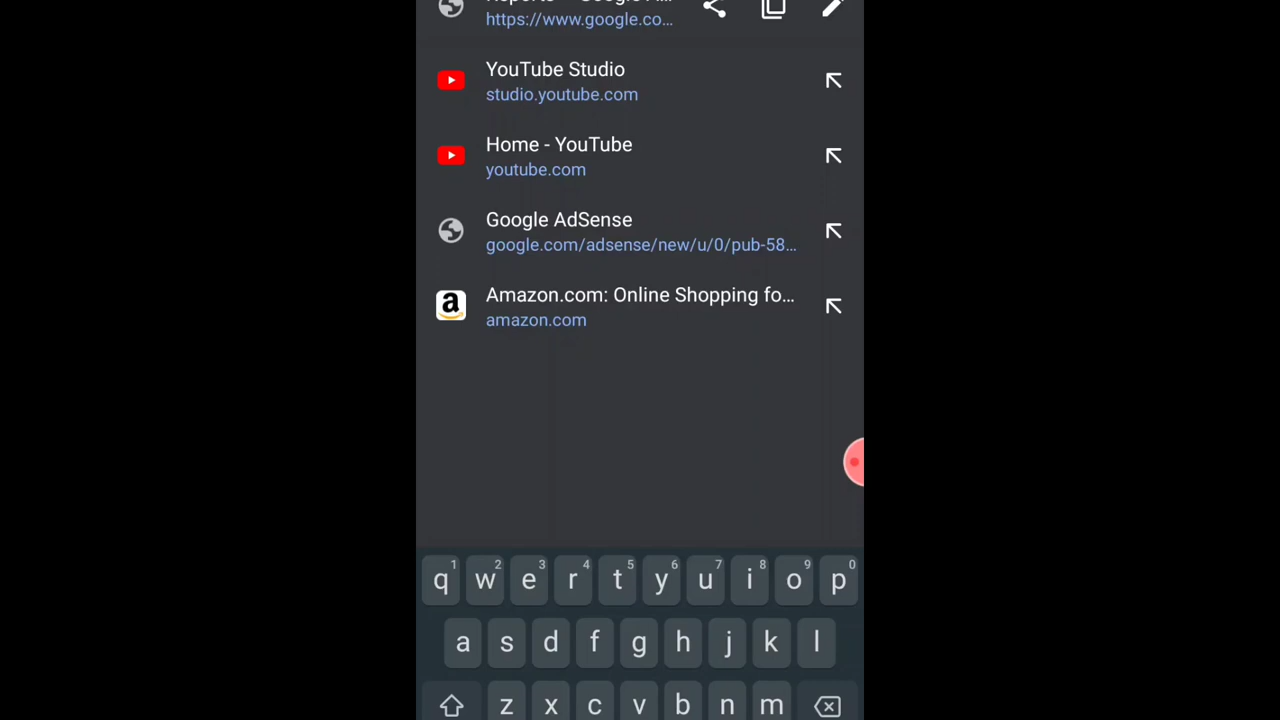 https://www.google.co...
YouTube Studio
studio.youtube.com
Home - YouTube
youtube.com
Google AdSense
google.com/adsense/new/u/0/pub-58...
Amazon.com: Online Shopping fo...
amazon.com
1 2 3 4 5 6 7 8 9 0
q w e r t y u i o p
a s d f g h j k l
z x c v b n m